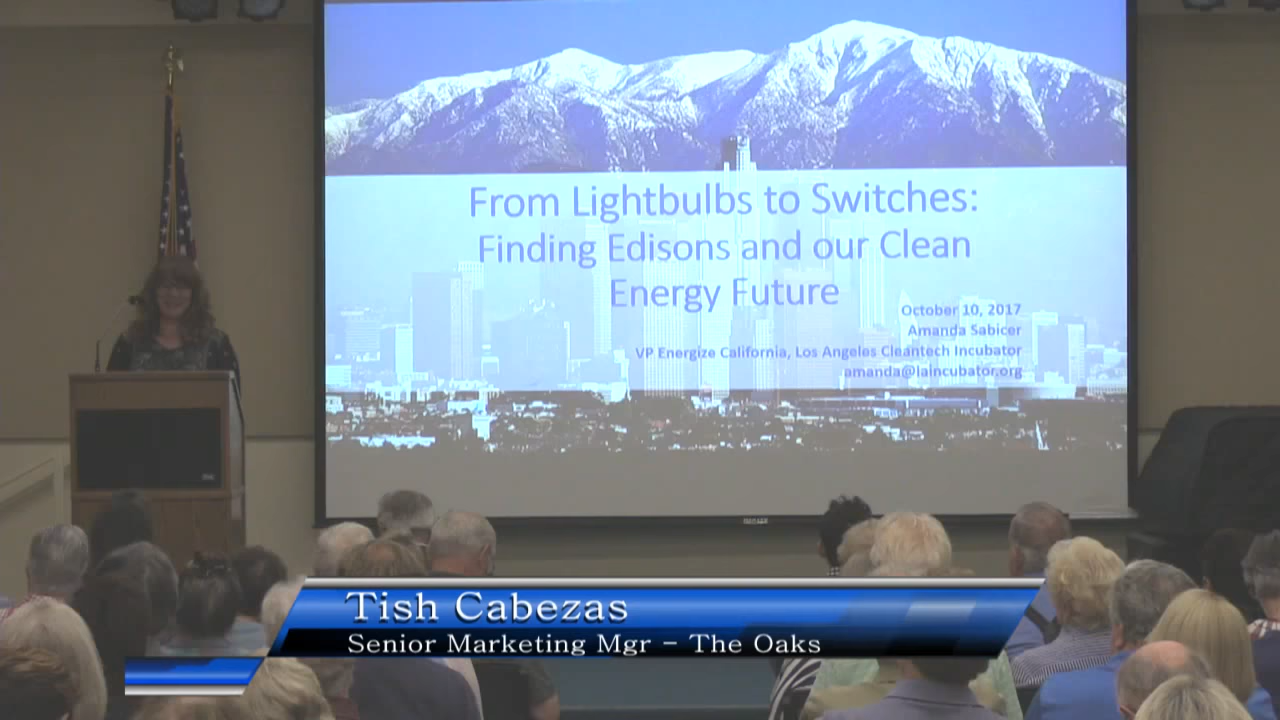 From Lightbulbs to Switches:
Finding Edisons and our Clean
Energy Future
October 10, 2017
Amanda Sabicer
VP Energize California, Los Angeles Cleantech Incubator
amanda@laincubator.org
Tish Cabezas
Senior Marketing Mgr - The Oaks